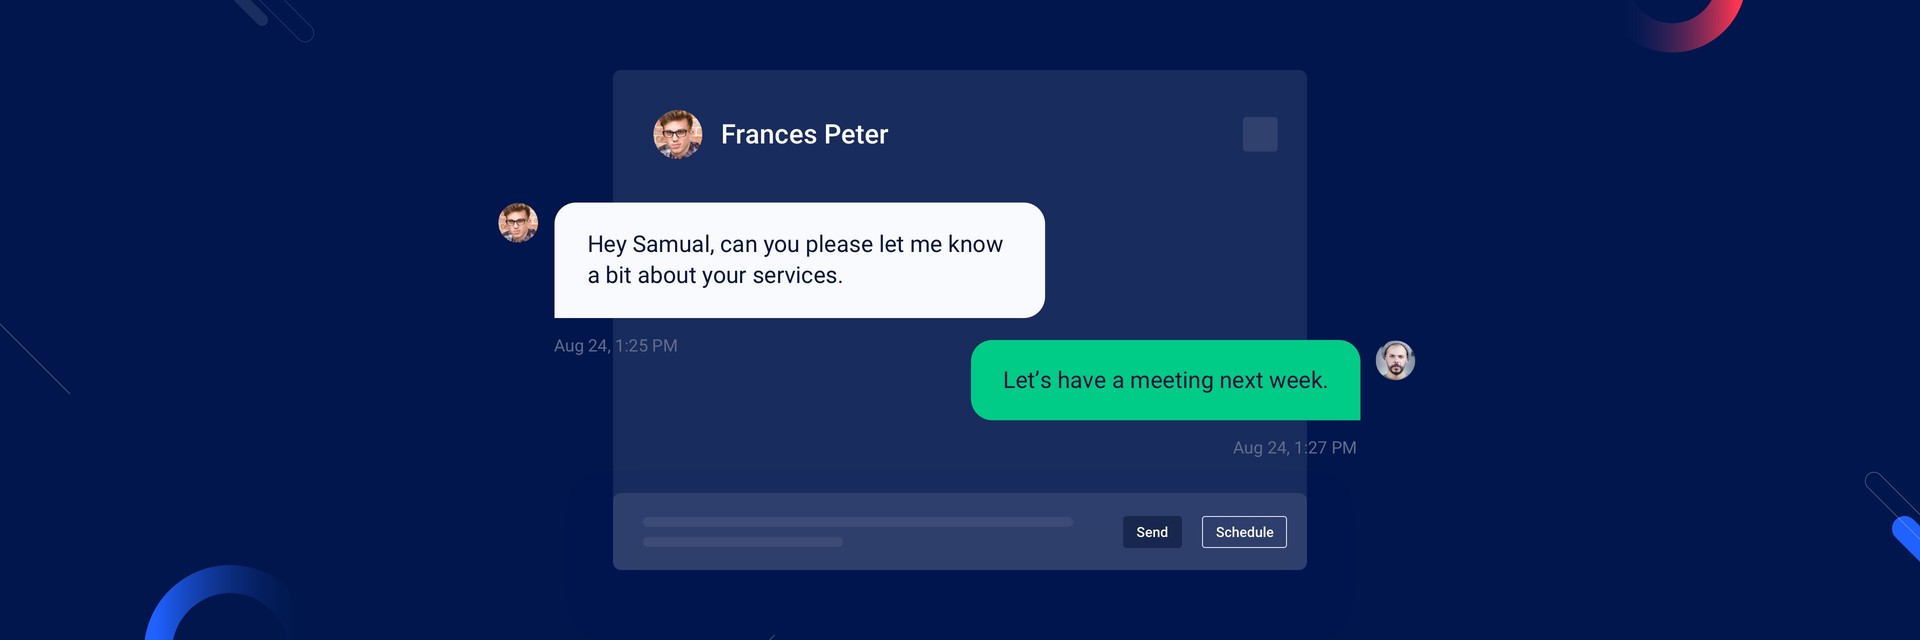 Frances Peter
Hey Samual, can you please let me know
a bit about your services.
Aug 24, 1:25 PM
Let’s have a meeting next week.
Aug 24, 1:27 PM
Send
Schedule